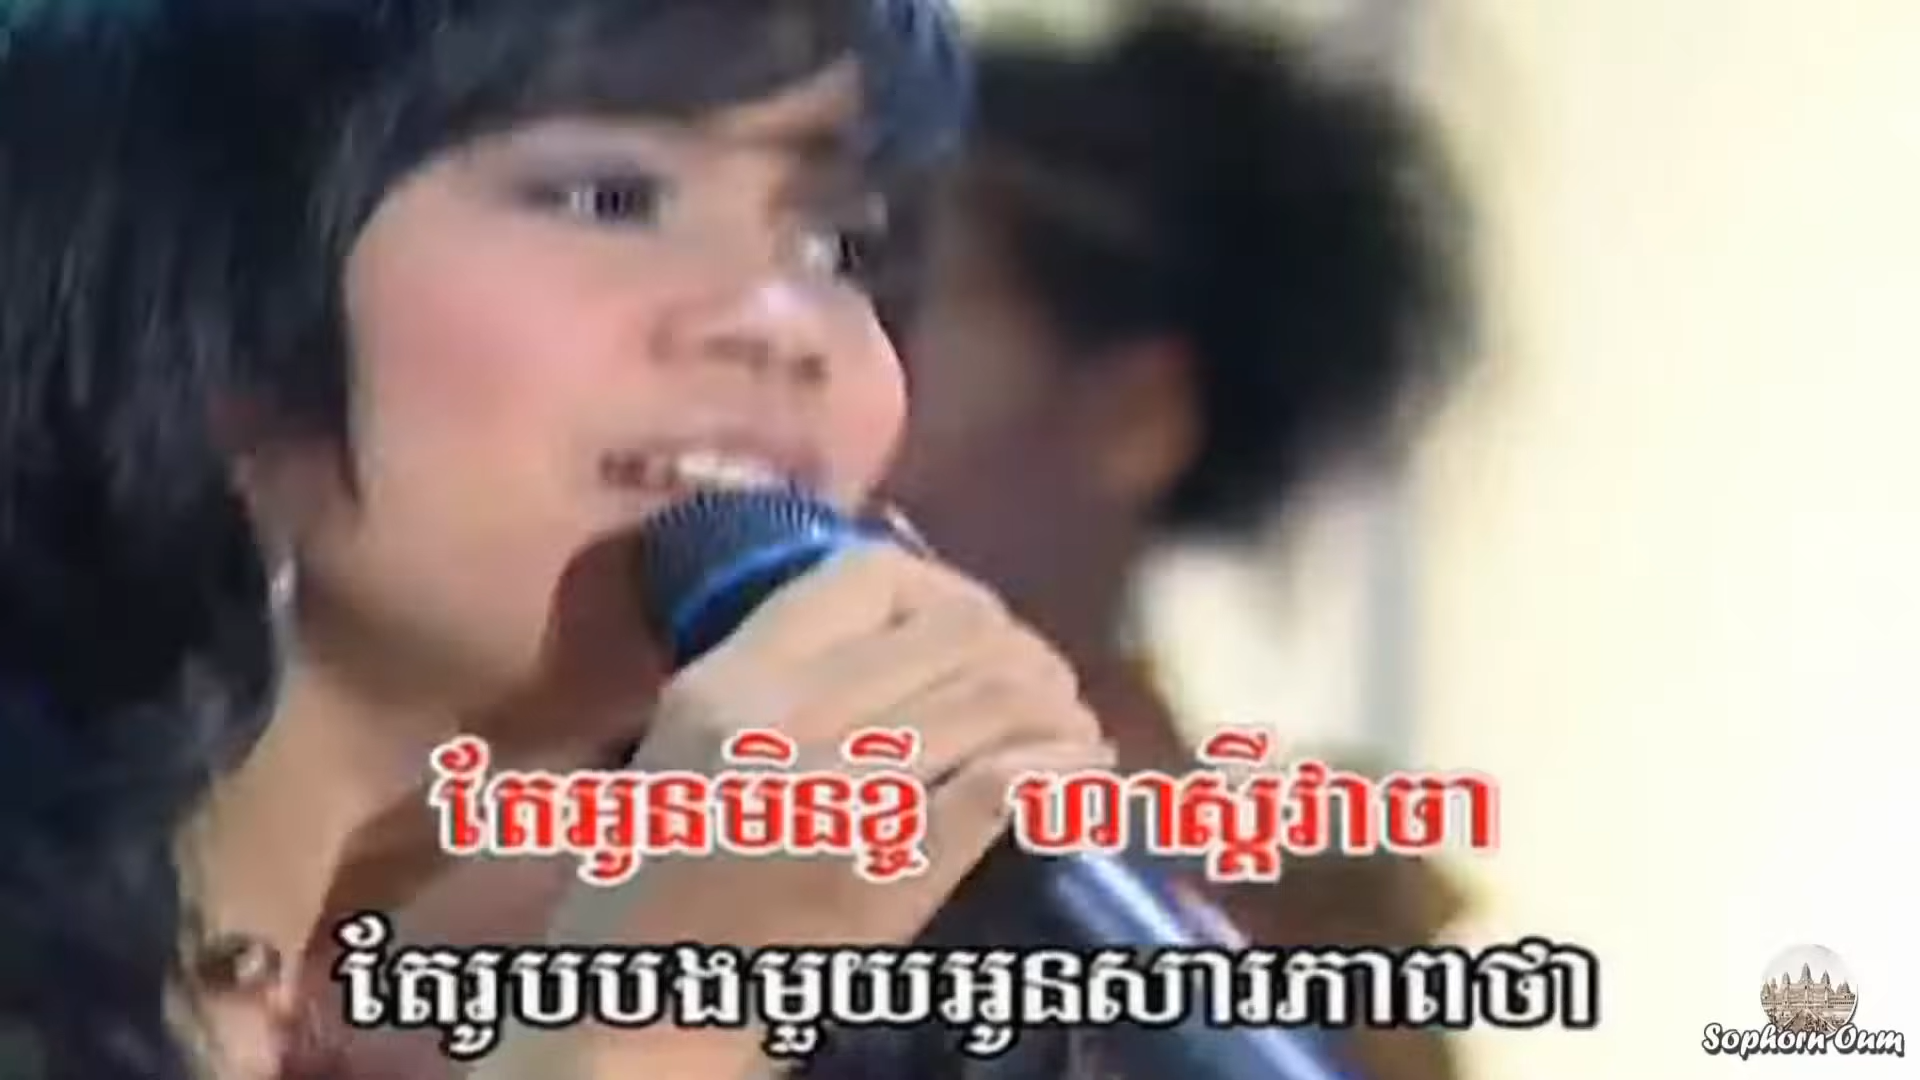 តែអូនមិនខ្ចី ហាស្ដីវាចា
តែរូបបងមួយអូនសារភាពថា
Sophorn Oum